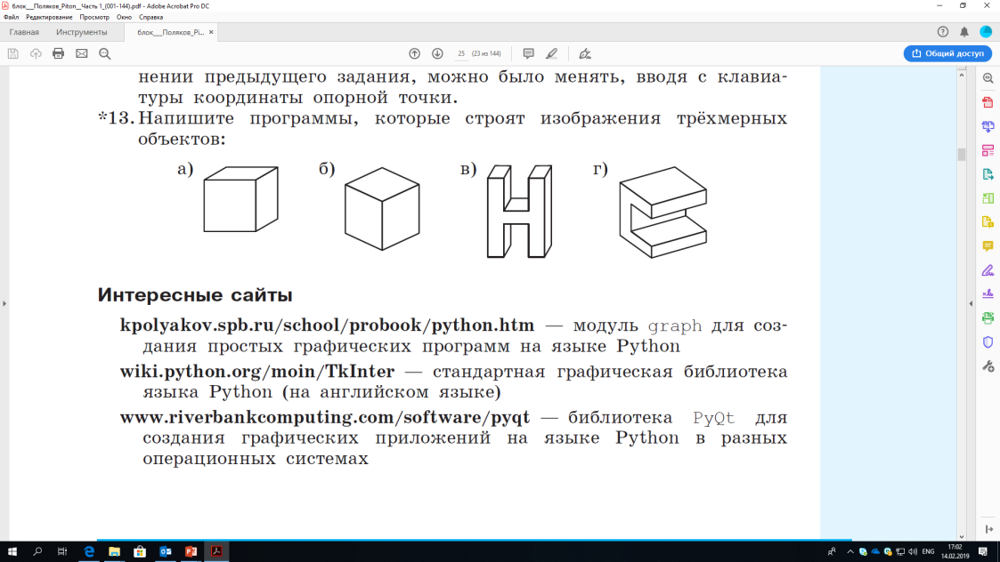 блок___Поляков_Piton__Часть 1_(001-144).pdf - Adobe Acrobat Pro DC
Файл Редактирование Просмотр Окно Справка
Главная Инструменты блок___Поляков_Pi... ×
25 (23 из 144) Общий доступ
нении предыдущего задания, можно было менять, вводя с клавиа-
туры координаты опорной точки.
*13. Напишите программы, которые строят изображения трёхмерных
объектов:
а) б) в) г)
Интересные сайты
kpolyakov.spb.ru/school/probook/python.htm — модуль graph для соз-
дания простых графических программ на языке Python
wiki.python.org/moin/TkInter — стандартная графическая библиотека
языка Python (на английском языке)
www.riverbankcomputing.com/software/pyqt — библиотека PyQt для
создания графических приложений на языке Python в разных
операционных системах
ENG 17:02
14.02.2019